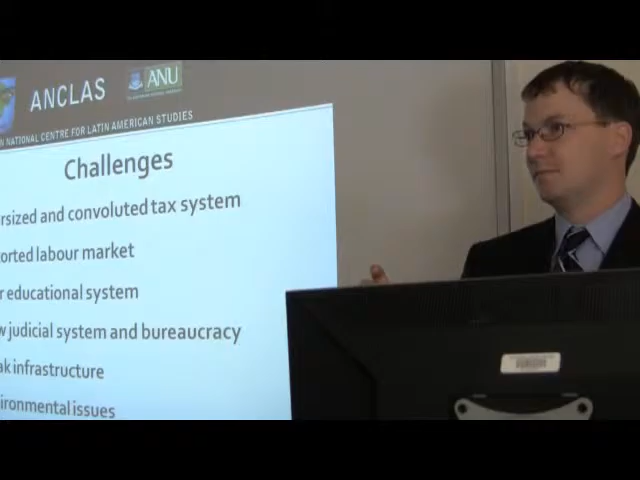 ANCLAS ANU
N NATIONAL CENTRE FOR LATIN AMERICAN STUDIES
Challenges
rsized and convoluted tax system
orted labour market
r educational system
w judicial system and bureaucracy
ak infrastructure
ironmental issues